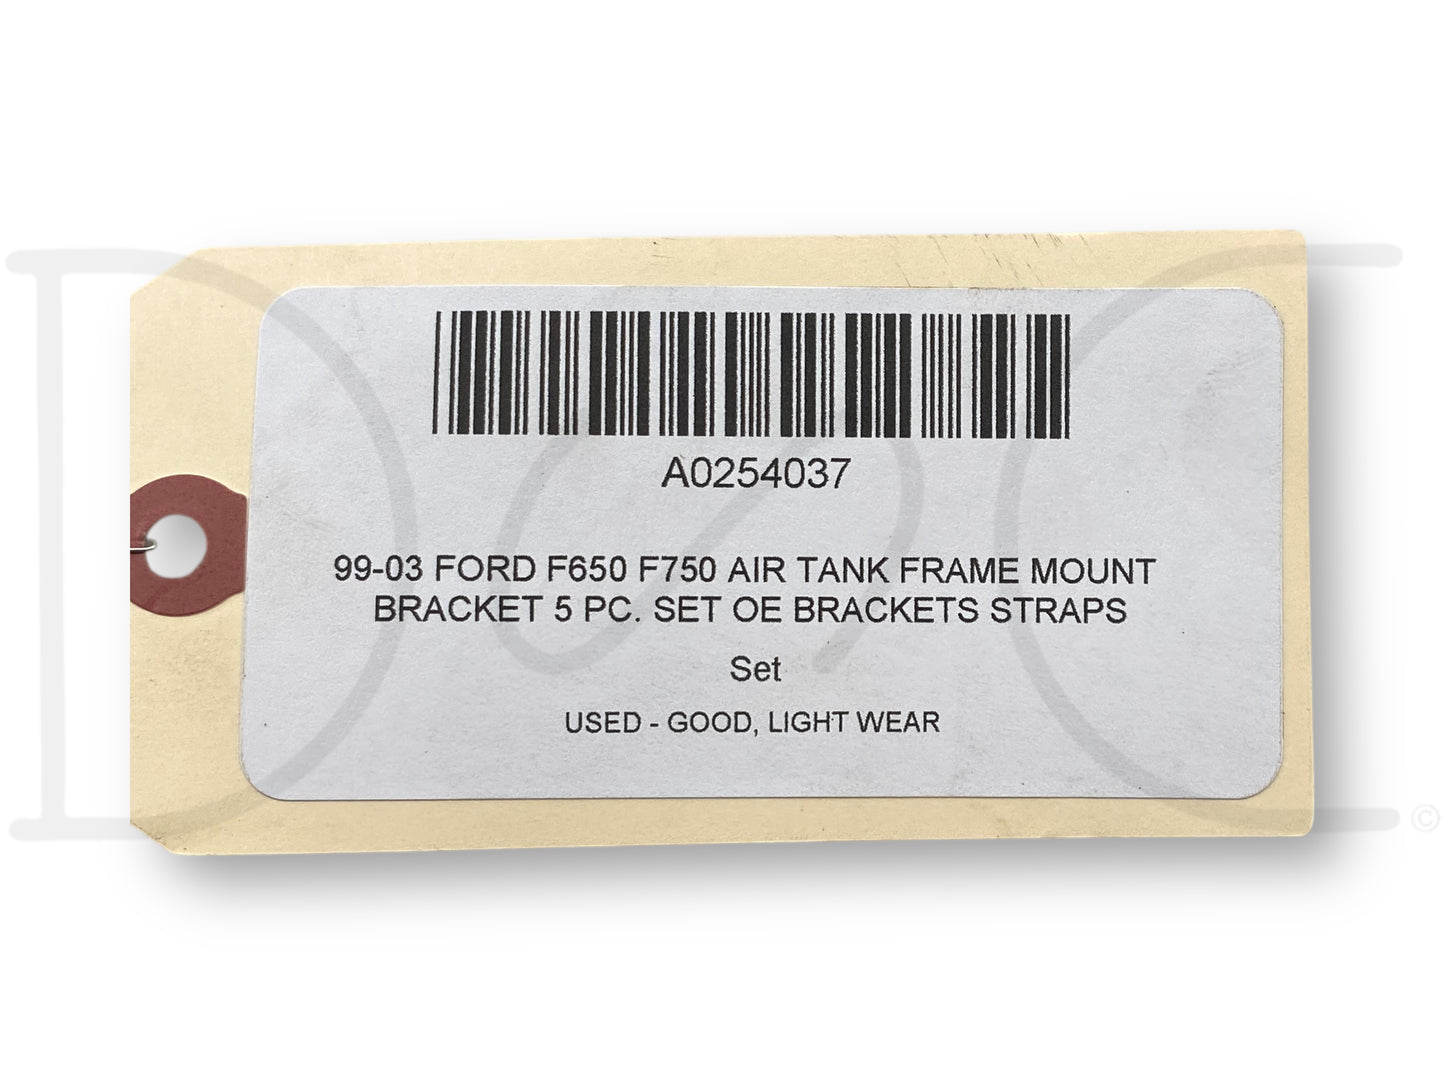 A0254037
99-03 FORD F650 F750 AIR TANK FRAME MOUNT
BRACKET 5 PC. SET OE BRACKETS STRAPS
Set
USED - GOOD, LIGHT WEAR
©